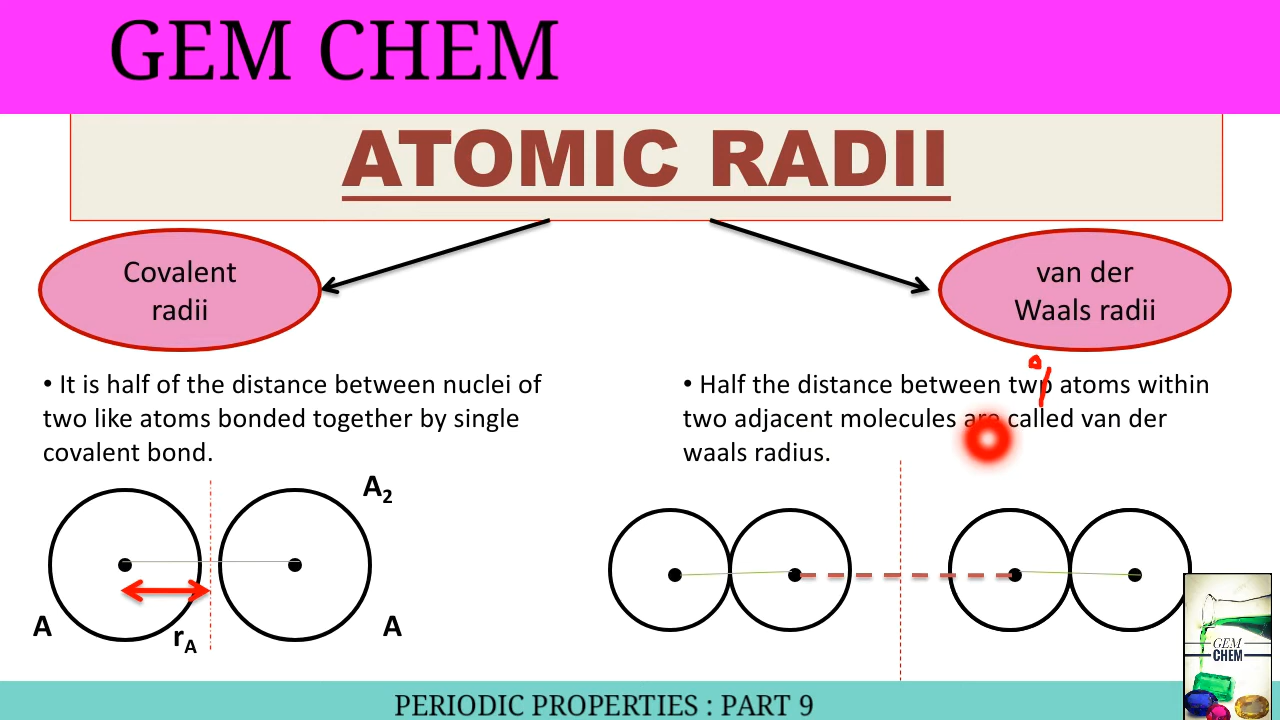 GEM CHEM
ATOMIC RADII
Covalent
radii
van der
Waals radii
• It is half of the distance between nuclei of
two like atoms bonded together by single
covalent bond.
• Half the distance between two atoms within
two adjacent molecules are called van der
waals radius.
A₂
A
r_A
A
GEM
CHEM
PERIODIC PROPERTIES : PART 9